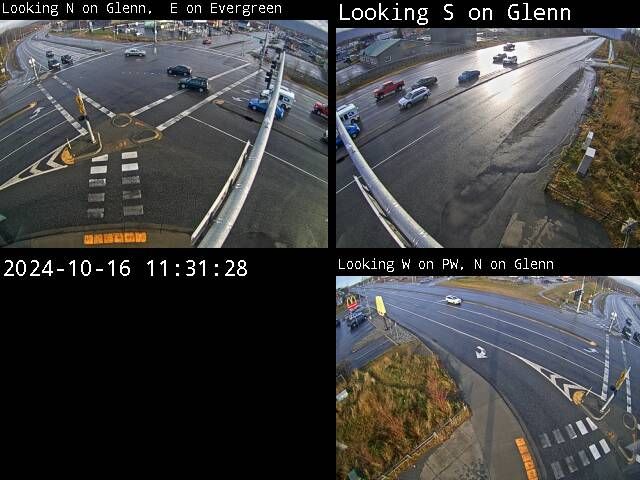 Looking N on Glenn,  E on Evergreen
Looking S on Glenn
2024-10-16 11:31:28
Looking W on PW, N on Glenn